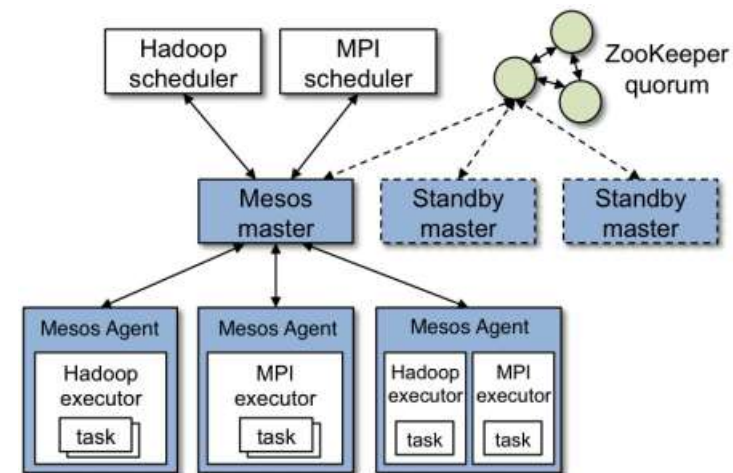 Hadoop
scheduler
MPI
scheduler
ZooKeeper
quorum
Mesos
master
Standby
master
Standby
master
Mesos Agent
Hadoop
executor
task
Mesos Agent
MPI
executor
task
Mesos Agent
Hadoop
executor
task
MPI
executor
task